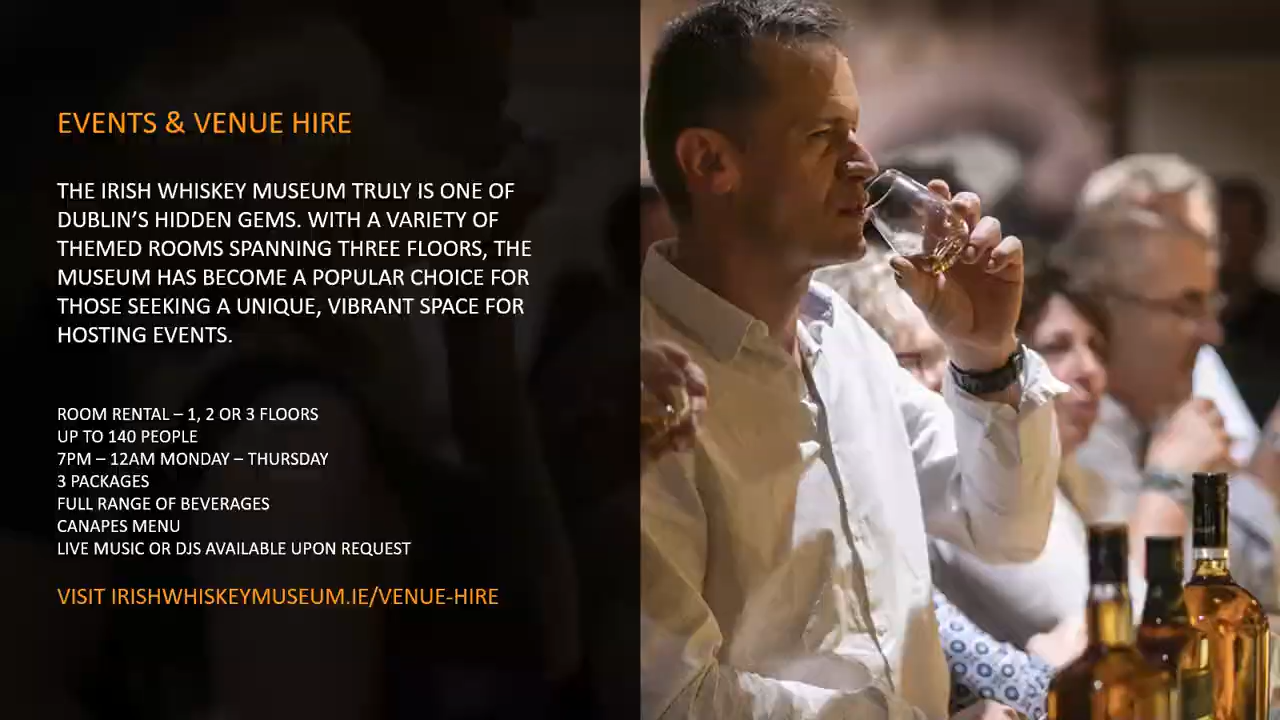 EVENTS & VENUE HIRE
THE IRISH WHISKEY MUSEUM TRULY IS ONE OF
DUBLIN’S HIDDEN GEMS. WITH A VARIETY OF
THEMED ROOMS SPANNING THREE FLOORS, THE
MUSEUM HAS BECOME A POPULAR CHOICE FOR
THOSE SEEKING A UNIQUE, VIBRANT SPACE FOR
HOSTING EVENTS.
ROOM RENTAL – 1, 2 OR 3 FLOORS
UP TO 140 PEOPLE
7PM – 12AM MONDAY – THURSDAY
3 PACKAGES
FULL RANGE OF BEVERAGES
CANAPES MENU
LIVE MUSIC OR DJS AVAILABLE UPON REQUEST
VISIT IRISHWHISKEYMUSEUM.IE/VENUE-HIRE